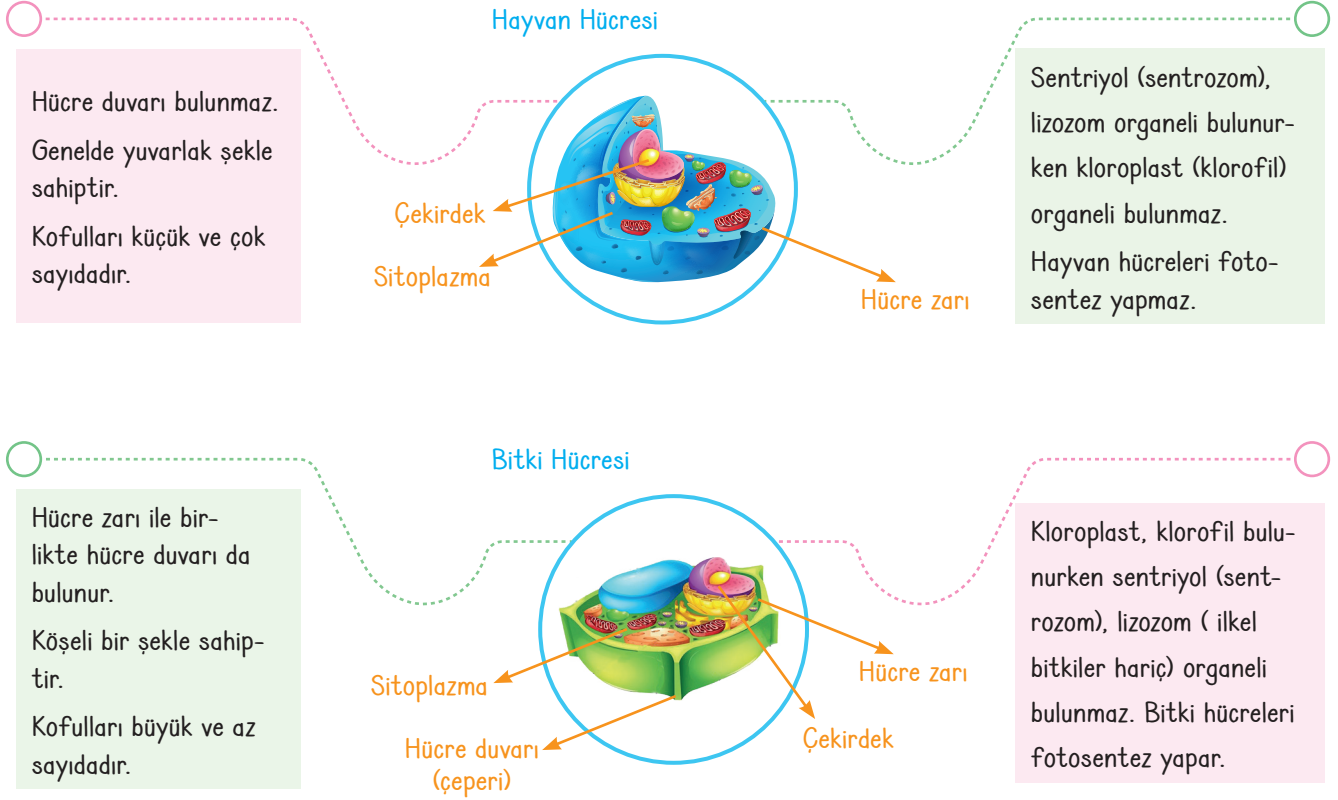 Hayvan Hücresi
Hücre duvarı bulunmaz.
Genelde yuvarlak şekle
sahiptir.
Kofulları küçük ve çok
sayıdadır.
Çekirdek
Sitoplazma
Hücre zarı
Sentriyol (sentrozom),
lizozom organeli bulunur-
ken kloroplast (klorofil)
organeli bulunmaz.
Hayvan hücreleri foto-
sentez yapmaz.
Bitki Hücresi
Hücre zarı ile bir-
likte hücre duvarı da
bulunur.
Köşeli bir şekle sahip-
tir.
Kofulları büyük ve az
sayıdadır.
Sitoplazma
Hücre duvarı
(çeperi)
Hücre zarı
Çekirdek
Kloroplast, klorofil bulu-
nurken sentriyol (sent-
rozom), lizozom ( ilkel
bitkiler hariç) organeli
bulunmaz. Bitki hücreleri
fotosentez yapar.